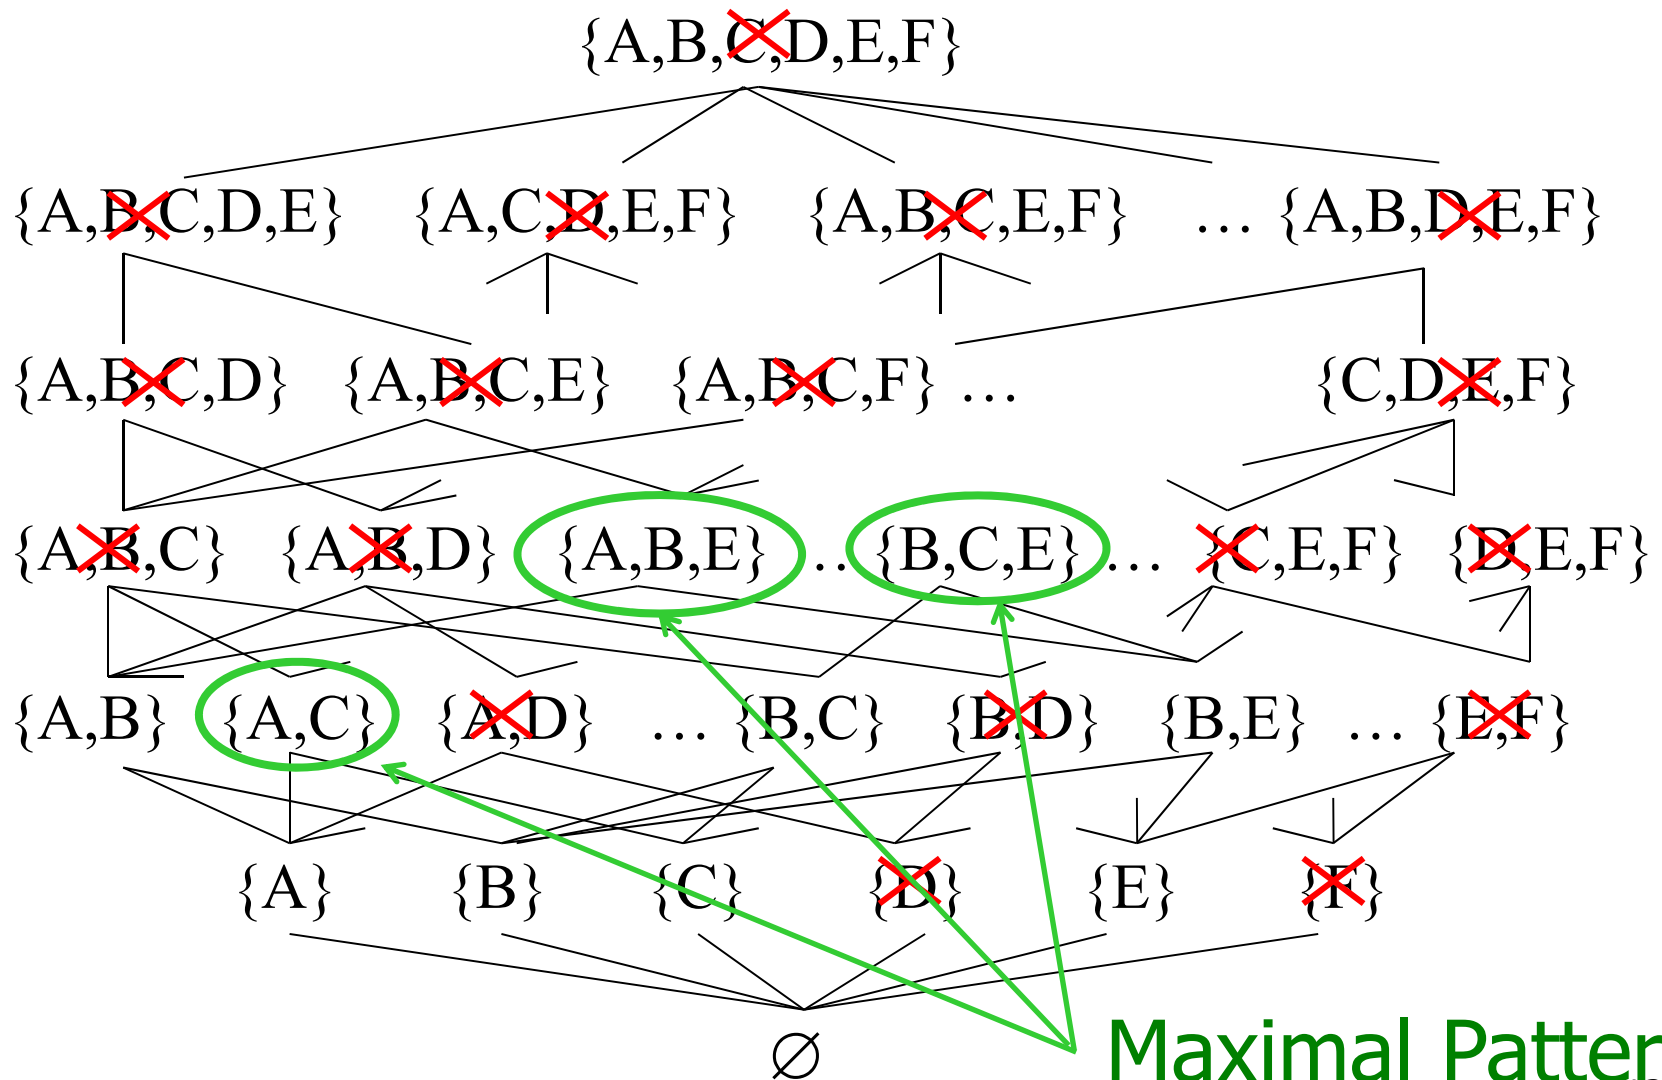 {A,B,C,D,E,F}
{A,B,C,D,E} {A,C,D,E,F} {A,B,C,E,F} … {A,B,D,E,F}
{A,B,C,D} {A,B,C,E} {A,B,C,F} … {C,D,E,F}
{A,B,C} {A,B,D} {A,B,E} … {B,C,E} … {C,E,F} {D,E,F}
{A,B} {A,C} {A,D} … {B,C} {B,D} {B,E} … {E,F}
{A} {B} {C} {D} {E} {F}
∅
Maximal Patter